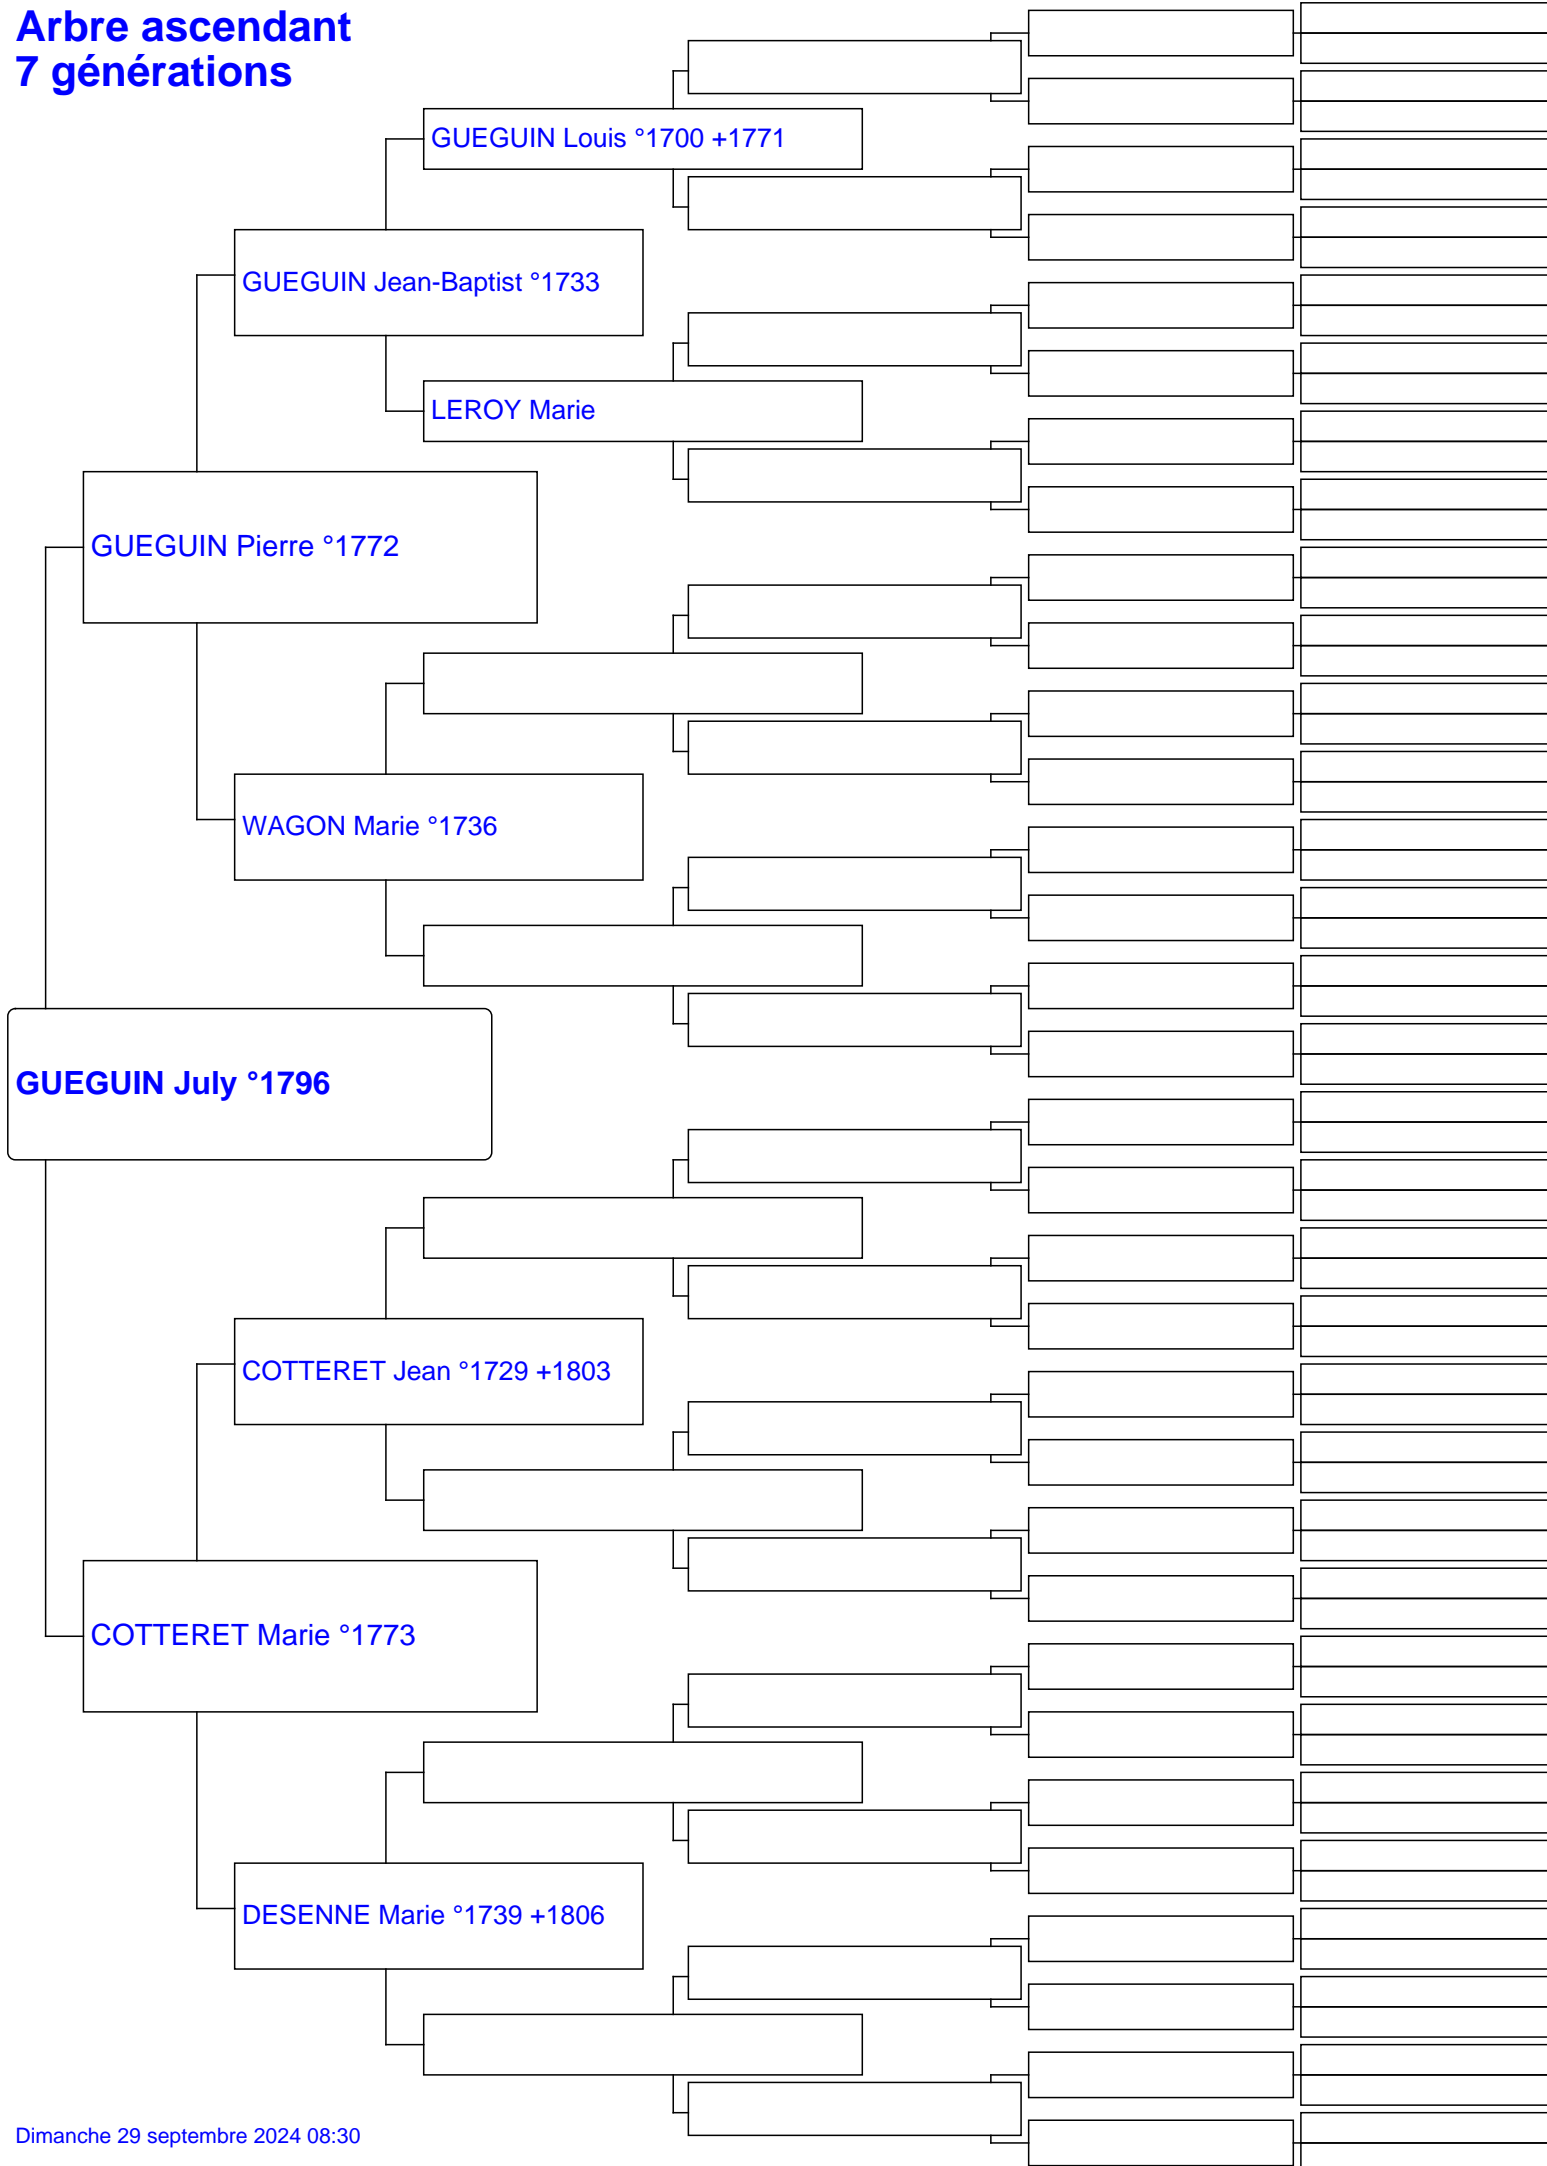 Arbre ascendant
7 générations
GUEGUIN Louis °1700 +1771
GUEGUIN Jean-Baptist °1733
LEROY Marie
GUEGUIN Pierre °1772
WAGON Marie °1736
GUEGUIN July °1796
COTTERET Jean °1729 +1803
COTTERET Marie °1773
DESENNE Marie °1739 +1806
Dimanche 29 septembre 2024 08:30